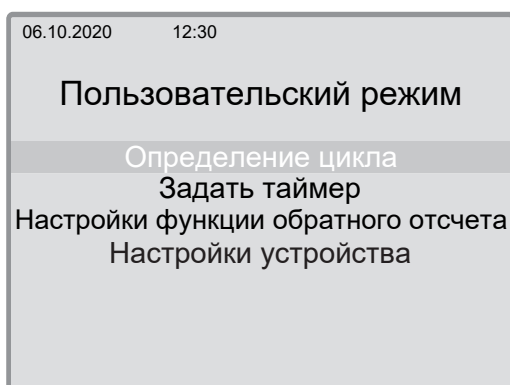 06.10.2020 12:30
Пользовательский режим
Определение цикла
Задать таймер
Настройки функции обратного отсчета
Настройки устройства